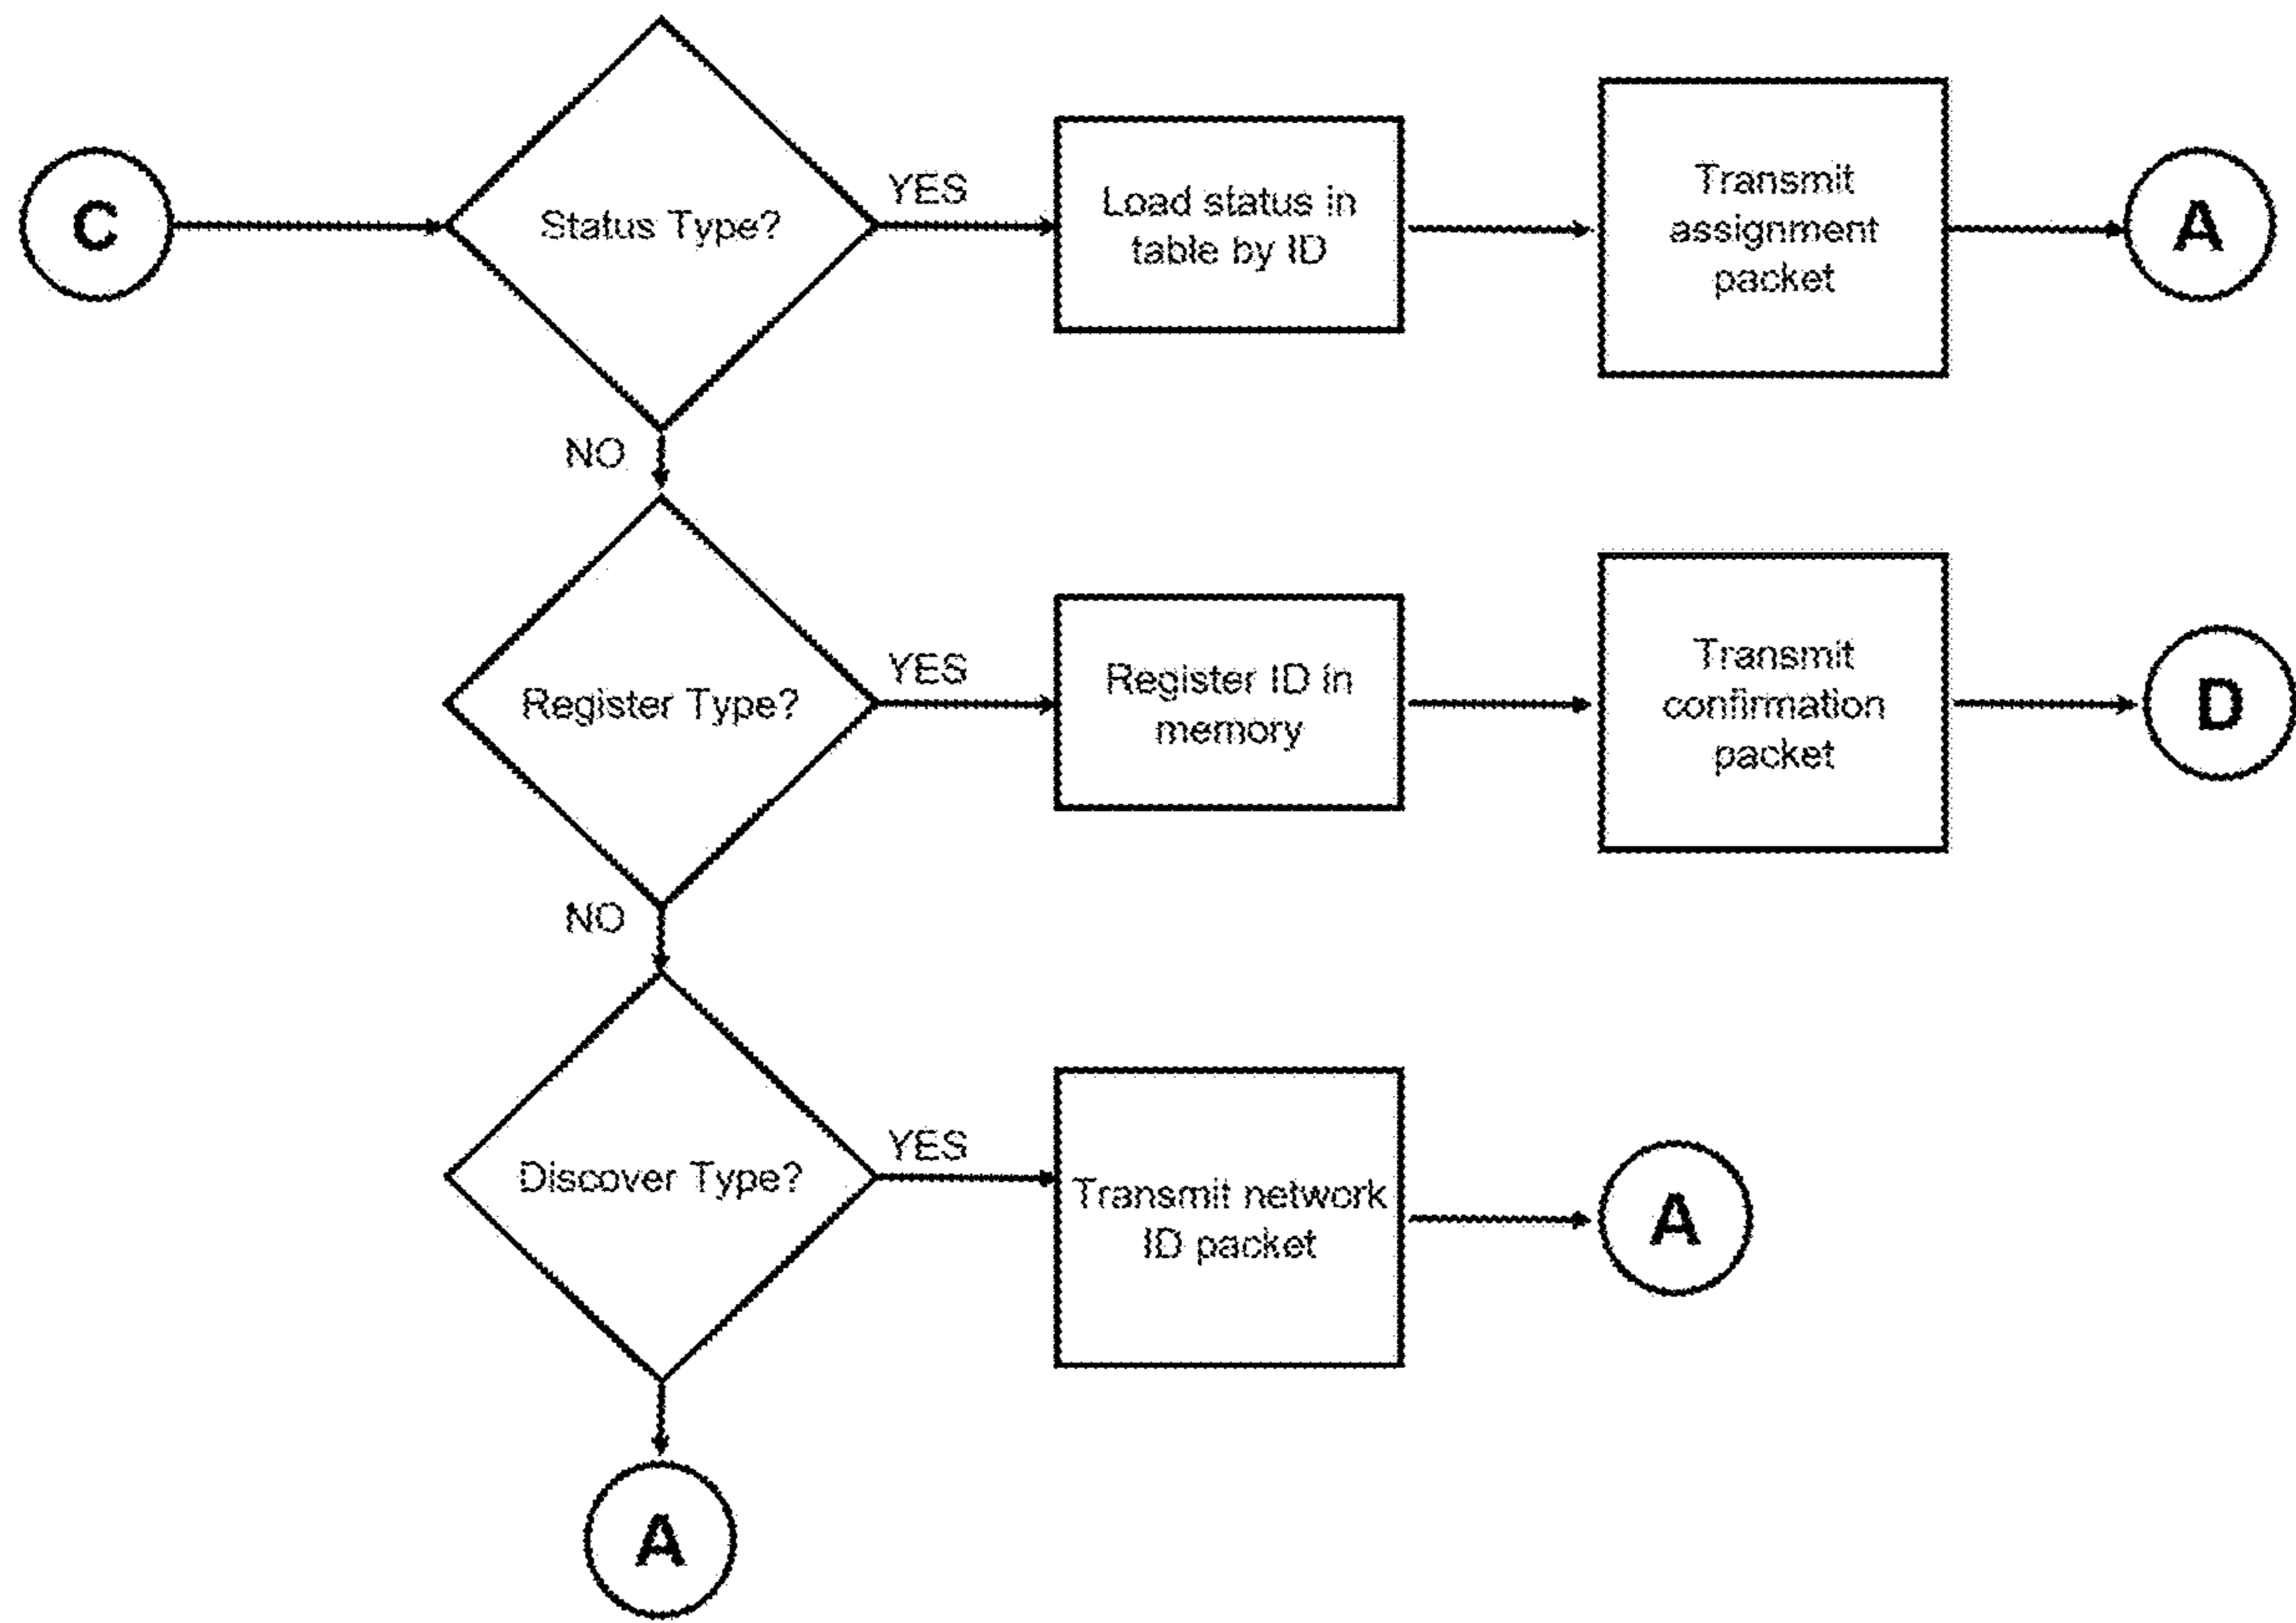 C
Status Type?
YES
Load status in
table by ID
Transmit
assignment
packet
A
NO
Register Type?
YES
Register ID in
memory
Transmit
confirmation
packet
D
NO
Discover Type?
YES
Transmit network
ID packet
A
A